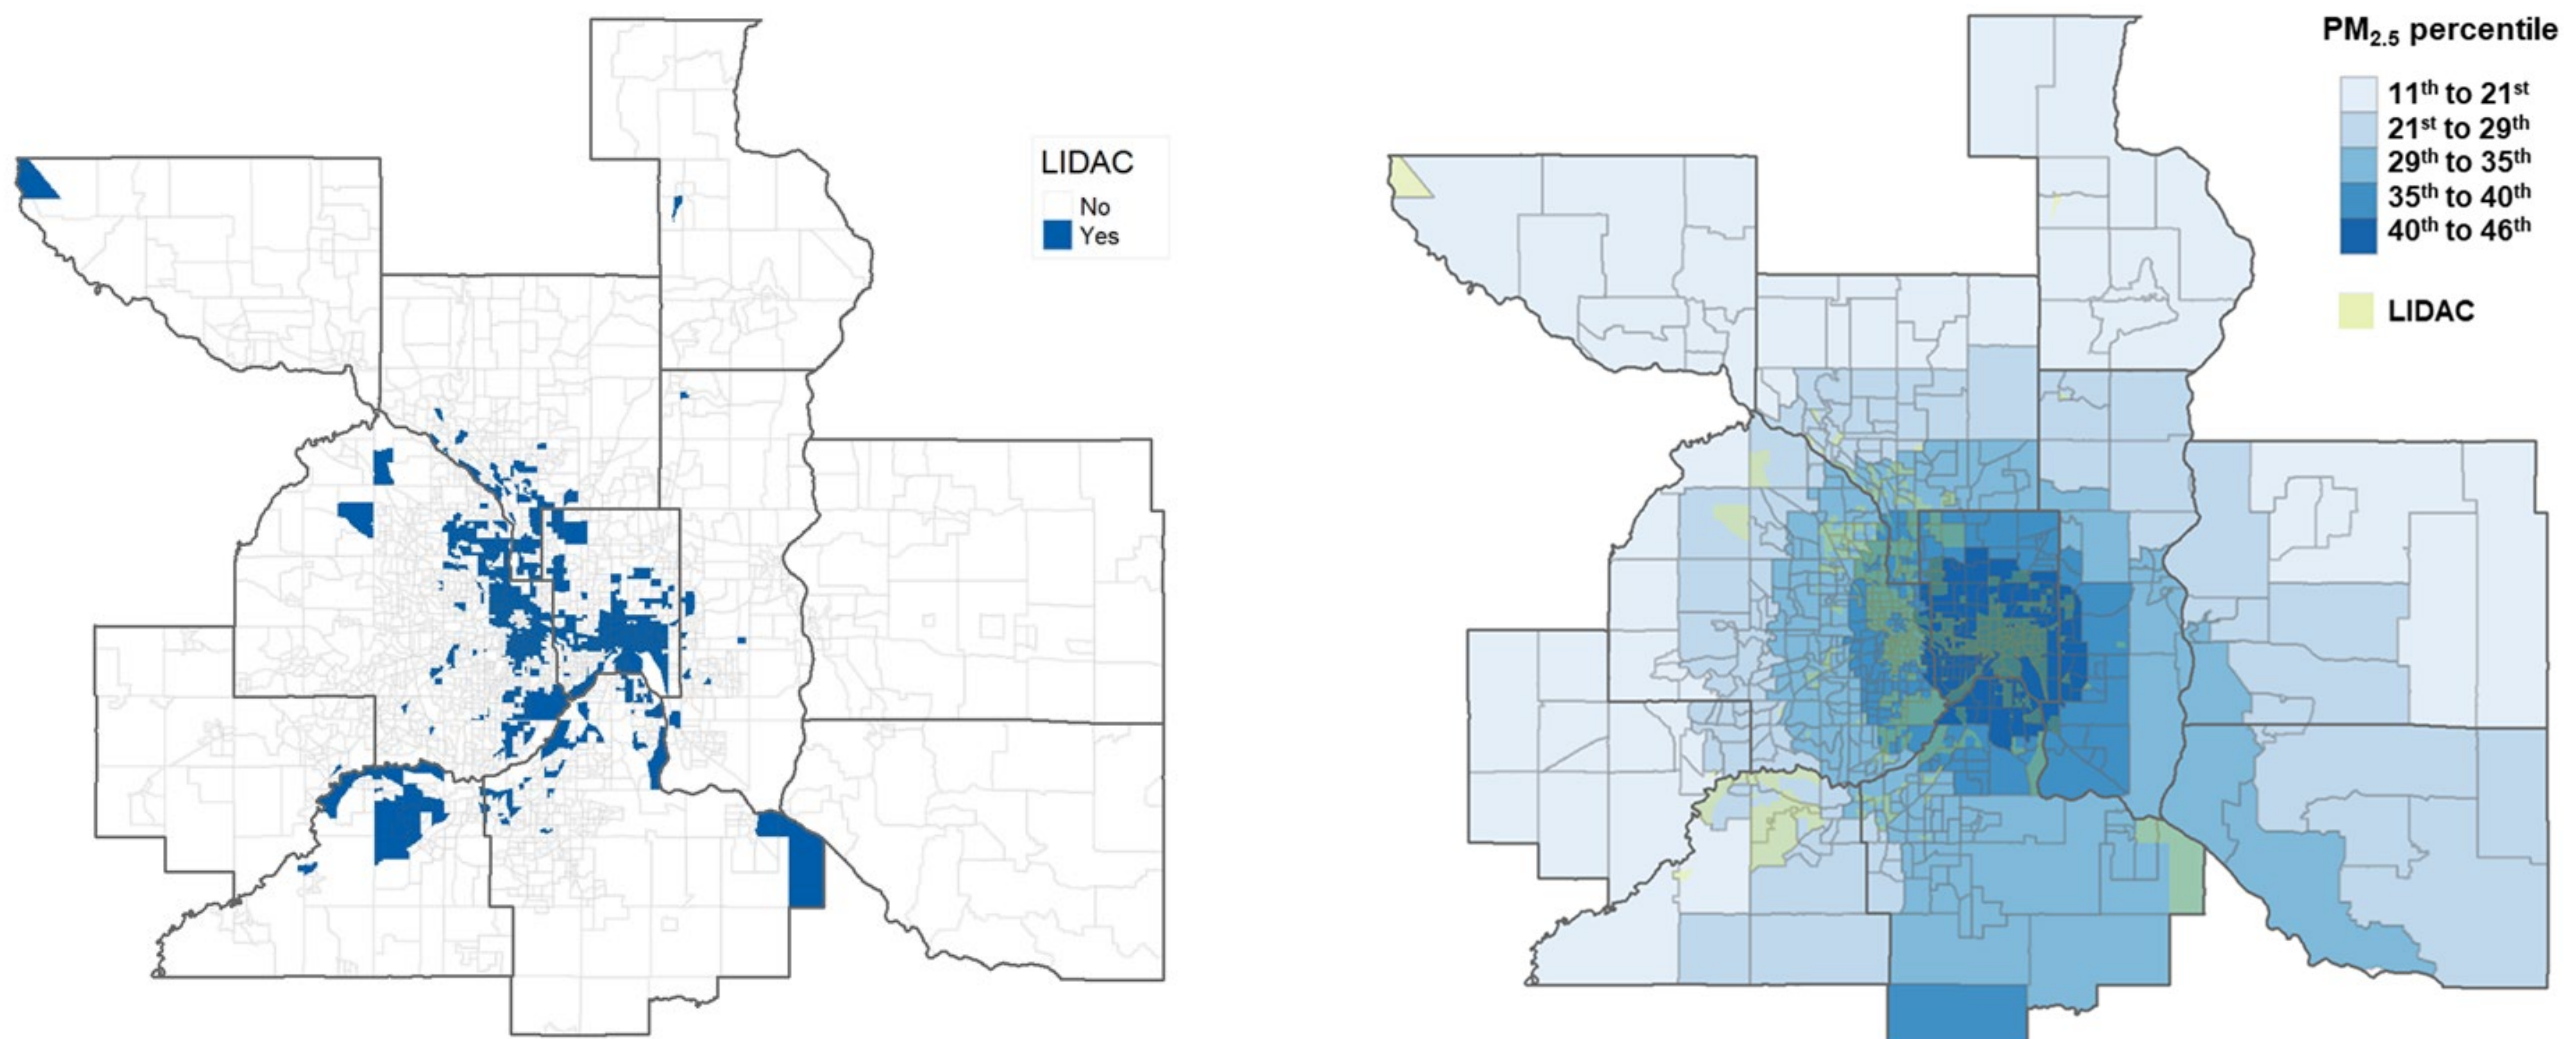 LIDAC
No
Yes
PM2.5 percentile
11th to 21st
21st to 29th
29th to 35th
35th to 40th
40th to 46th
LIDAC